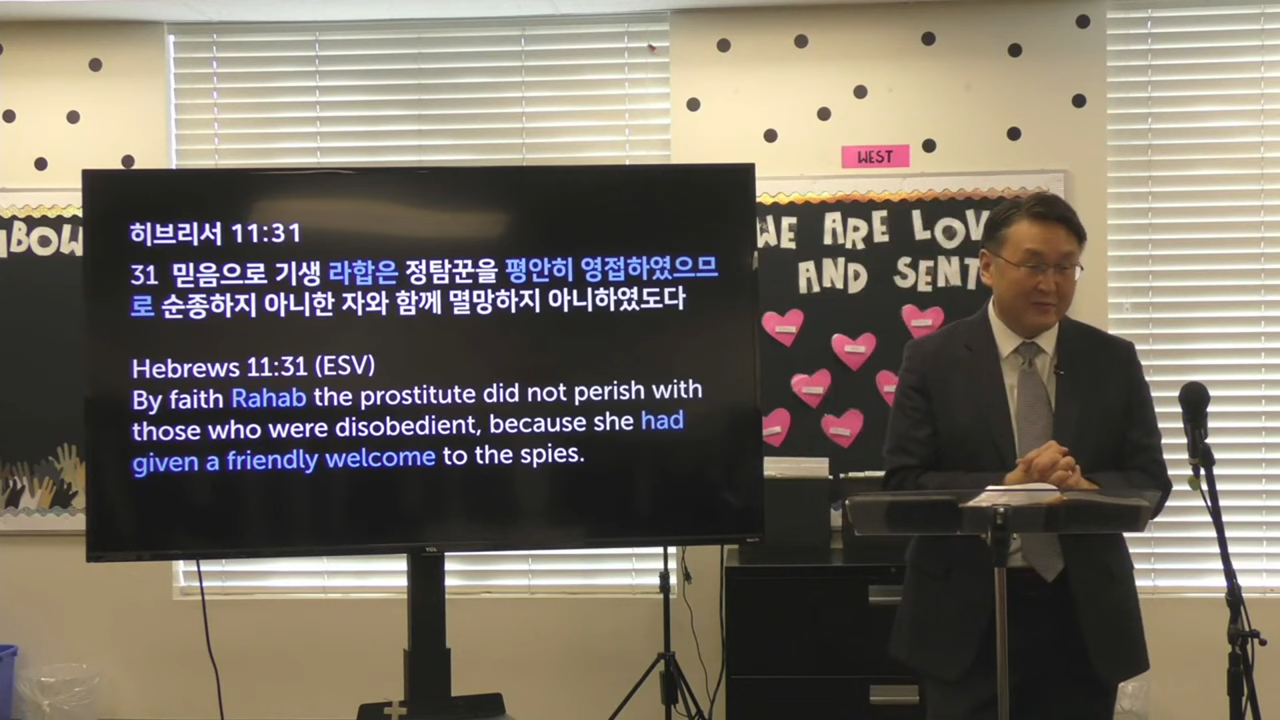 WEST
BOW
히브리서 11:31
31 믿음으로 기생 라합은 정탐꾼을 평안히 영접하였으므
로 순종하지 아니한 자와 함께 멸망하지 아니하였도다
Hebrews 11:31 (ESV)
By faith Rahab the prostitute did not perish with
those who were disobedient, because she had
given a friendly welcome to the spies.
TCL
WE ARE LOV
AND SENT